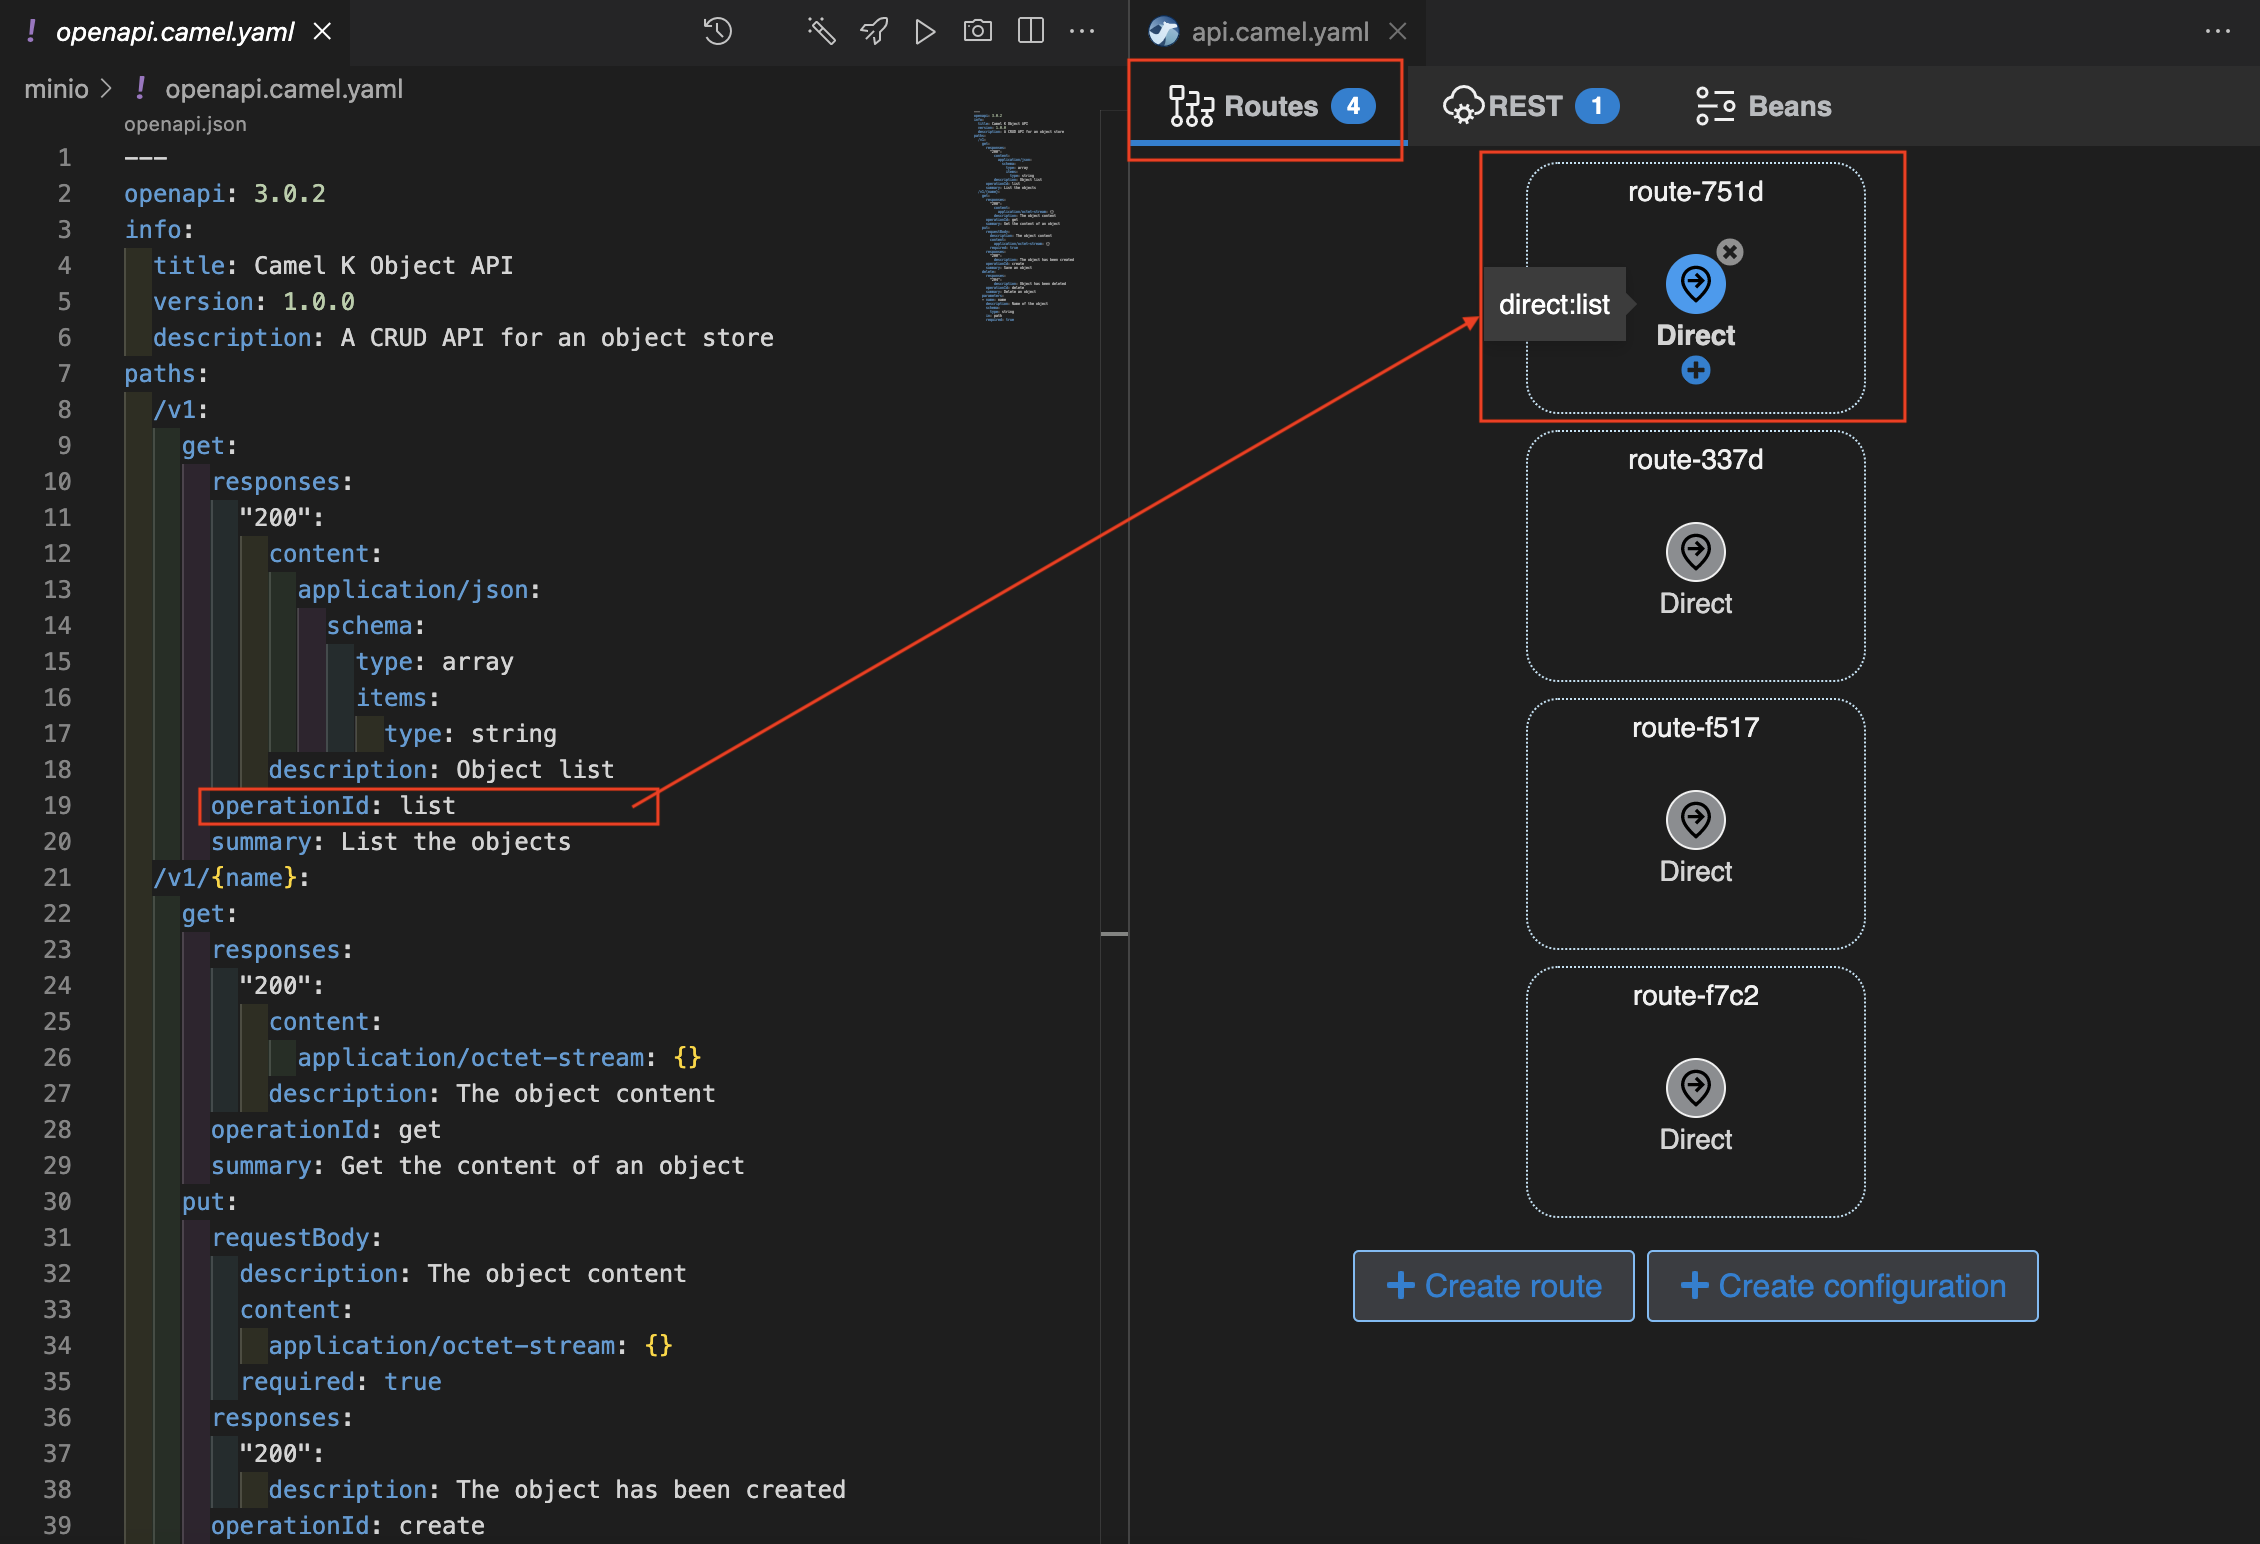 openapi.camel.yaml
minio > ! openapi.camel.yaml
openapi.json
1 ---
2 openapi: 3.0.2
3 info:
4 title: Camel K Object API
5 version: 1.0.0
6 description: A CRUD API for an object store
7 paths:
8 /v1:
9 get:
10 responses:
11 "200":
12 content:
13 application/json:
14 schema:
15 type: array
16 items:
17 type: string
18 description: Object list
19 operationId: list
20 summary: List the objects
21 /v1/{name}:
22 get:
23 responses:
24 "200":
25 content:
26 application/octet-stream: {}
27 description: The object content
28 operationId: get
29 summary: Get the content of an object
30 put:
31 requestBody:
32 description: The object content
33 content:
34 application/octet-stream: {}
35 required: true
36 responses:
37 "200":
38 description: The object has been created
39 operationId: create
api.camel.yaml
Routes 4
REST 1
Beans
route-751d
direct:list
Direct
route-337d
Direct
route-f517
Direct
route-f7c2
Direct
Create route
Create configuration